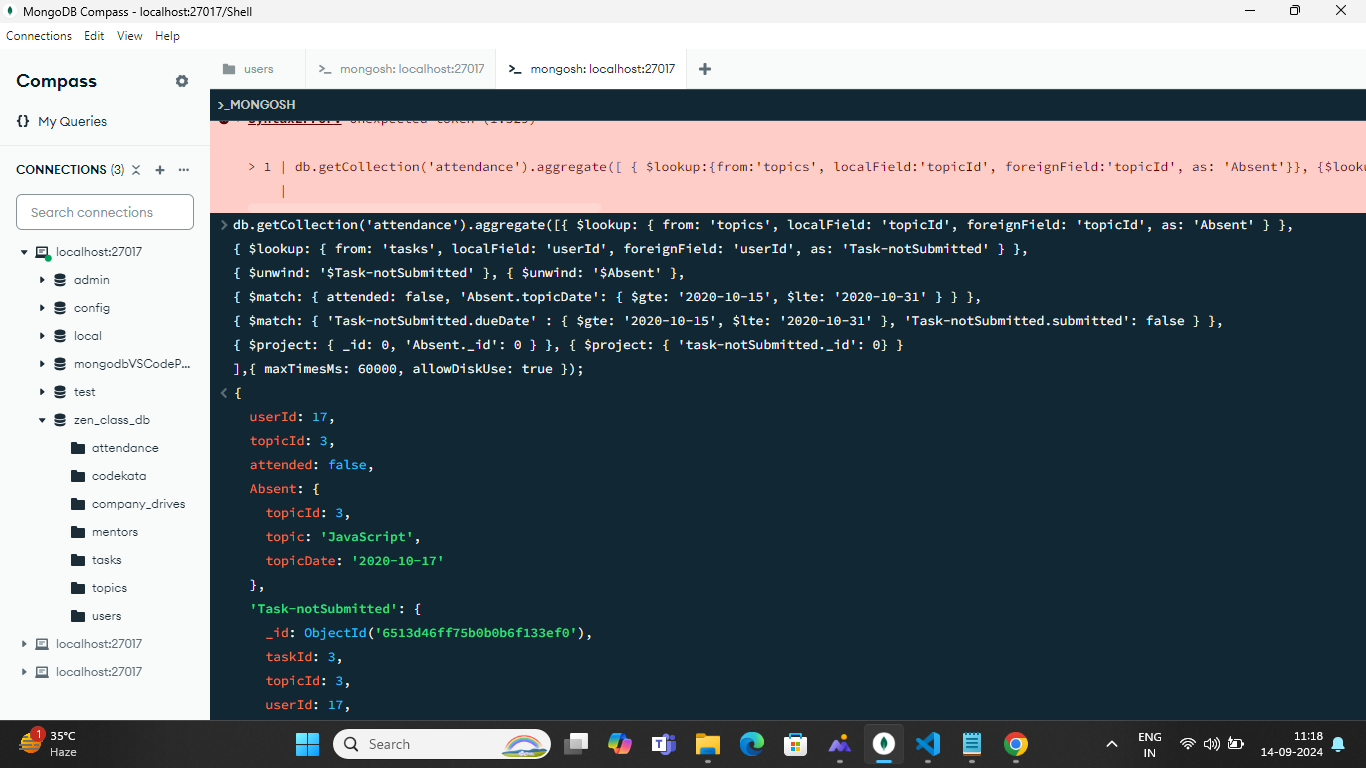 MongoDB Compass - localhost:27017/Shell
Connections Edit View Help
Compass
{} My Queries
CONNECTIONS (3)
Search connections
localhost:27017
admin
config
local
mongodbVSCodeP...
test
zen_class_db
attendance
codekata
company_drives
mentors
tasks
topics
users
localhost:27017
localhost:27017
users
>_ mongosh: localhost:27017
>_ mongosh: localhost:27017
>_MONGOSH
SyntaxError: Unexpected token (1:329)
> 1 | db.getCollection('attendance').aggregate([ { $lookup:{from:'topics', localField:'topicId', foreignField:'topicId', as: 'Absent'}}, {$look
|
> db.getCollection('attendance').aggregate([{ $lookup: { from: 'topics', localField: 'topicId', foreignField: 'topicId', as: 'Absent' } },
{ $lookup: { from: 'tasks', localField: 'userId', foreignField: 'userId', as: 'Task-notSubmitted' } },
{ $unwind: '$Task-notSubmitted' }, { $unwind: '$Absent' },
{ $match: { attended: false, 'Absent.topicDate': { $gte: '2020-10-15', $lte: '2020-10-31' } } },
{ $match: { 'Task-notSubmitted.dueDate' : { $gte: '2020-10-15', $lte: '2020-10-31' }, 'Task-notSubmitted.submitted': false } },
{ $project: { _id: 0, 'Absent._id': 0 } }, { $project: { 'task-notSubmitted._id': 0} }
],{ maxTimesMs: 60000, allowDiskUse: true });
< {
userId: 17,
topicId: 3,
attended: false,
Absent: {
topicId: 3,
topic: 'JavaScript',
topicDate: '2020-10-17'
},
'Task-notSubmitted': {
_id: ObjectId('6513d46ff75b0b0b6f133ef0'),
taskId: 3,
topicId: 3,
userId: 17,
1
35°C
Haze
Search
ENG
IN
11:18
14-09-2024